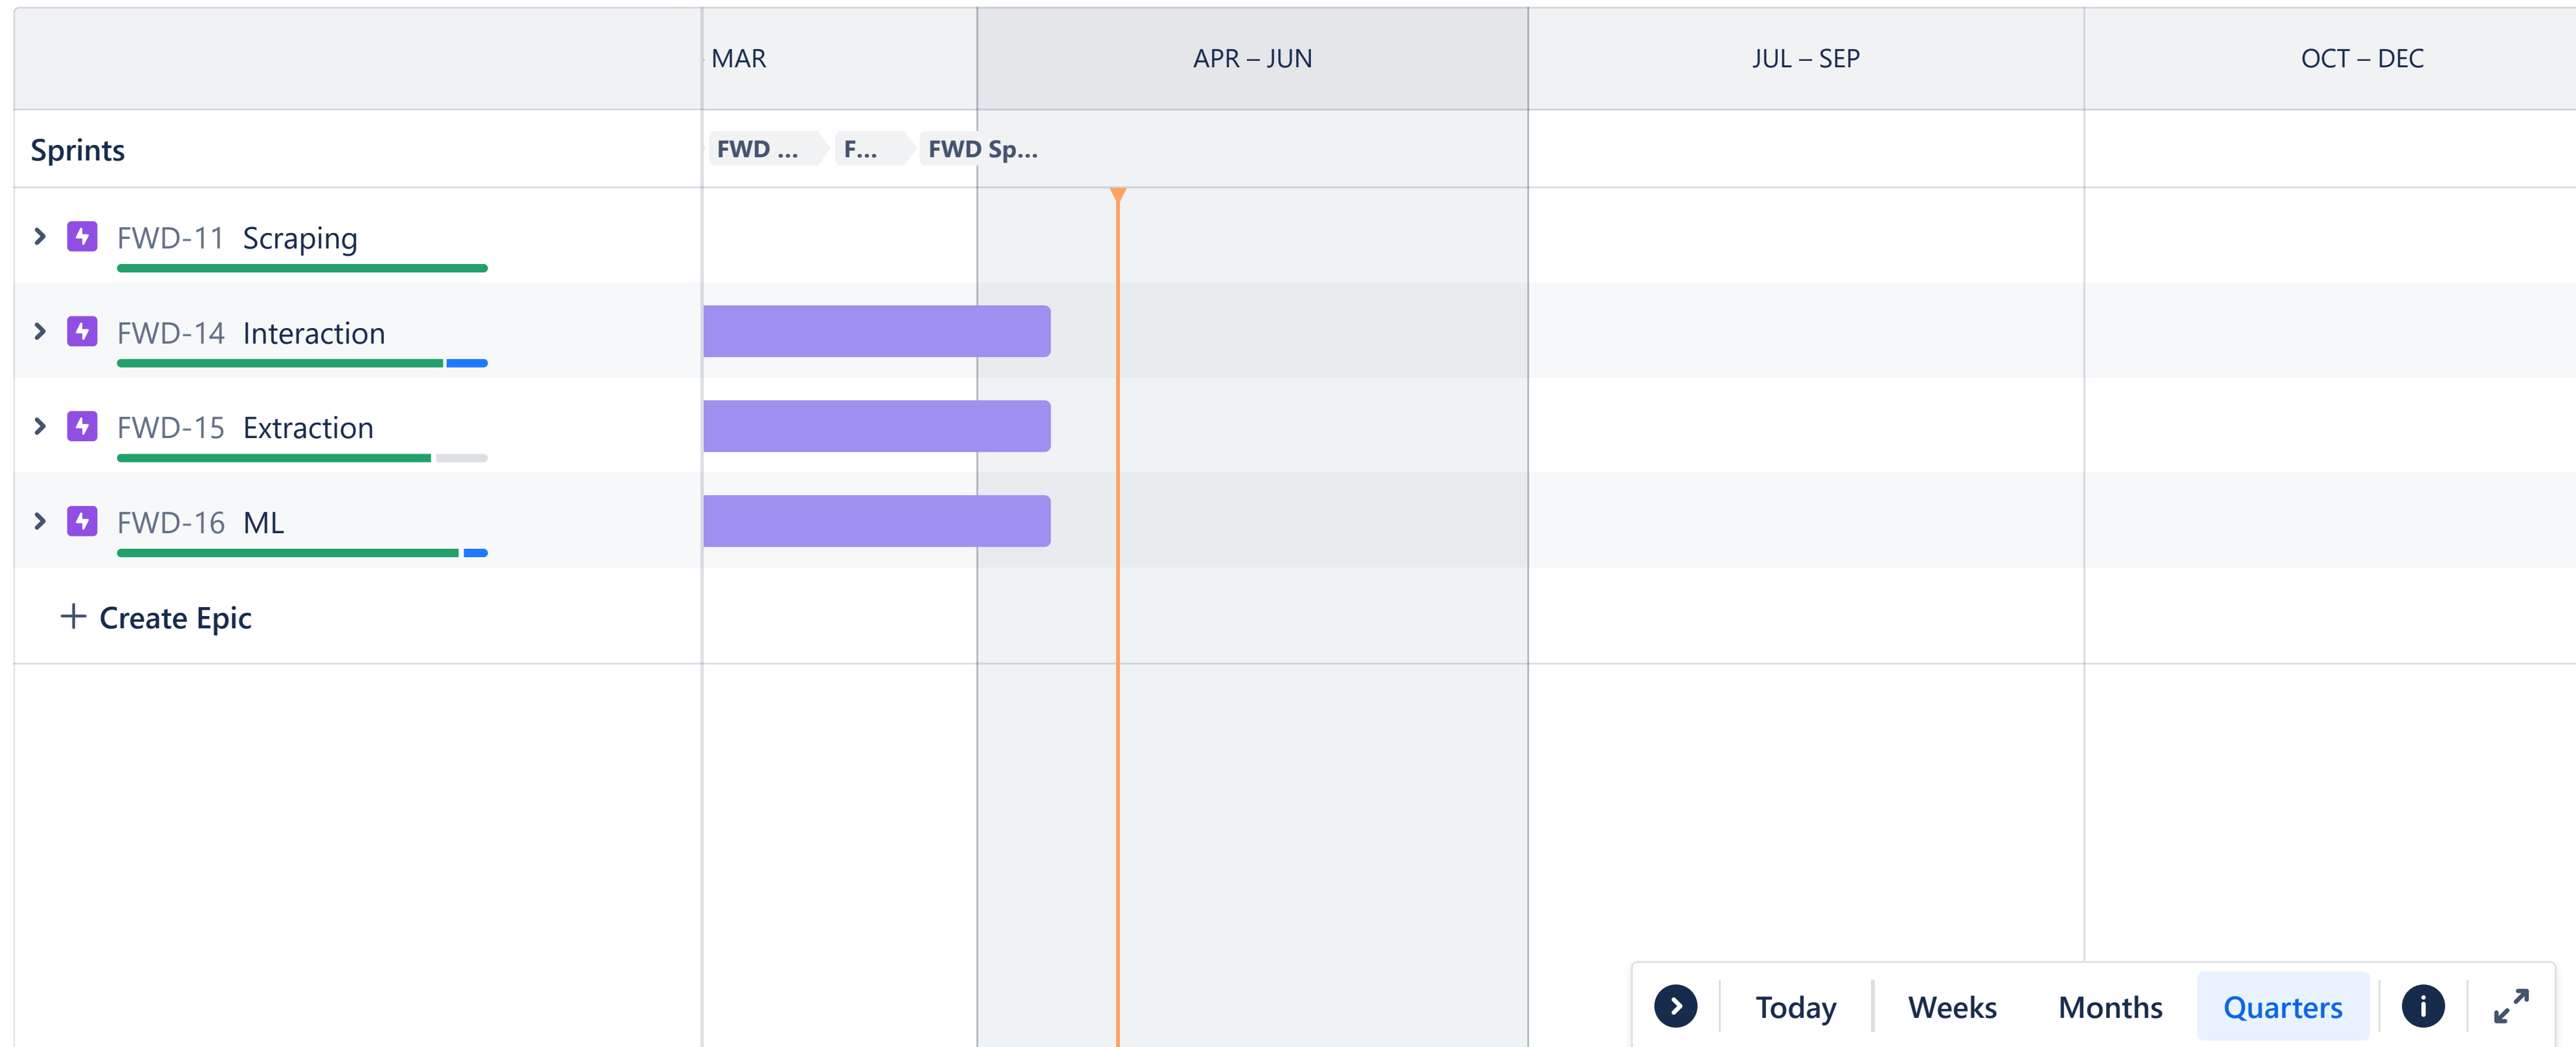 MAR
APR – JUN
JUL – SEP
OCT – DEC
Sprints
FWD ...
F...
FWD Sp...
FWD-11 Scraping
FWD-14 Interaction
FWD-15 Extraction
FWD-16 ML
+ Create Epic
Today
Weeks
Months
Quarters